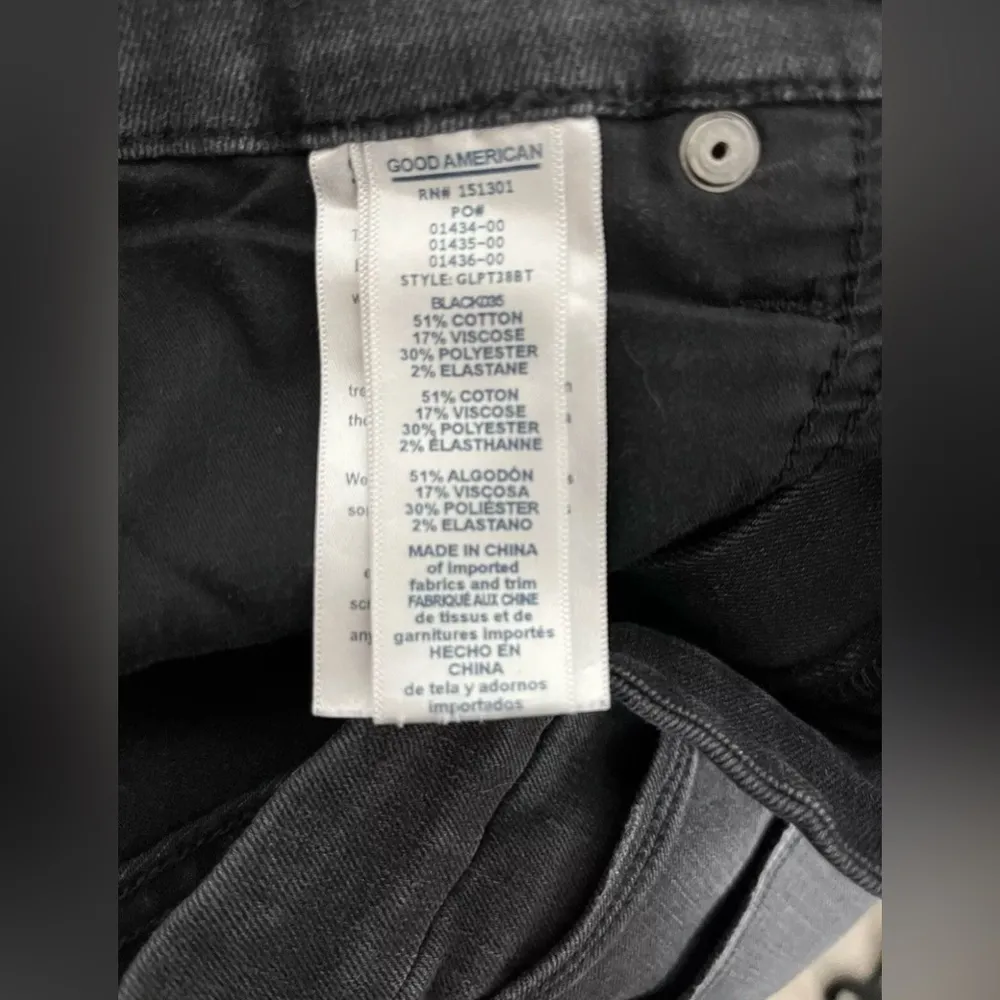 GOOD AMERICAN
RN# 151301
PO#
01434-00
01435-00
01436-00
STYLE: GLPT38BT
BLACK035
51% COTTON
17% VISCOSE
30% POLYESTER
2% ELASTANE
51% COTON
17% VISCOSE
30% POLYESTER
2% ÉLASTHANNE
51% ALGODÓN
17% VISCOSA
30% POLIÉSTER
2% ELASTANO
MADE IN CHINA
of imported
fabrics and trim
FABRIQUÉ AUX CHINE
de tissus et de
garnitures importés
HECHO EN
CHINA
de tela y adornos
importados